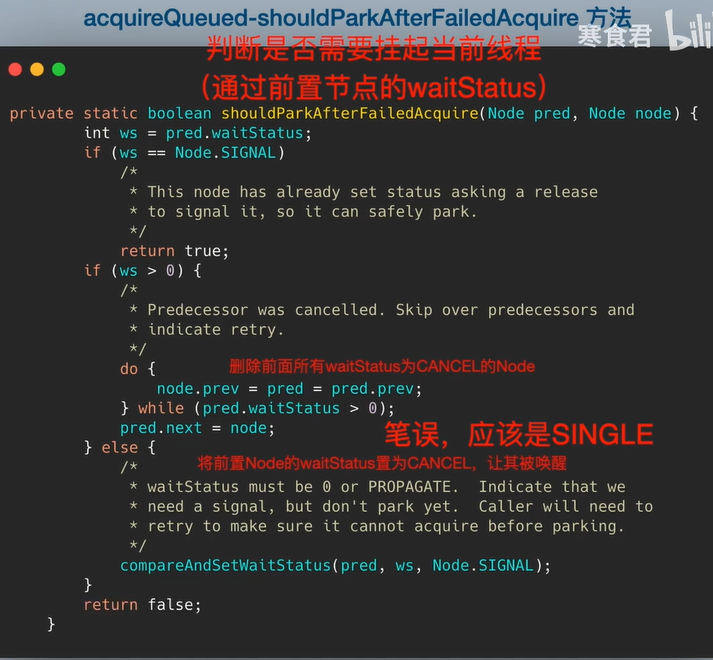 acquireQueued-shouldParkAfterFailedAcquire 方法
寒食君
判断是否需要挂起当前线程
（通过前置节点的waitStatus）
private static boolean shouldParkAfterFailedAcquire(Node pred, Node node) {
int ws = pred.waitStatus;
if (ws == Node.SIGNAL)
/*
* This node has already set status asking a release
* to signal it, so it can safely park.
*/
return true;
if (ws > 0) {
/*
* Predecessor was cancelled. Skip over predecessors and
* indicate retry.
*/
do {
删除前面所有waitStatus为CANCEL的Node
node.prev = pred = pred.prev;
} while (pred.waitStatus > 0);
pred.next = node;
笔误，应该是SINGLE
} else {
将前置Node的waitStatus置为CANCEL，让其被唤醒
/*
* waitStatus must be 0 or PROPAGATE.  Indicate that we
* need a signal, but don't park yet.  Caller will need to
* retry to make sure it cannot acquire before parking.
*/
compareAndSetWaitStatus(pred, ws, Node.SIGNAL);
}
return false;
}